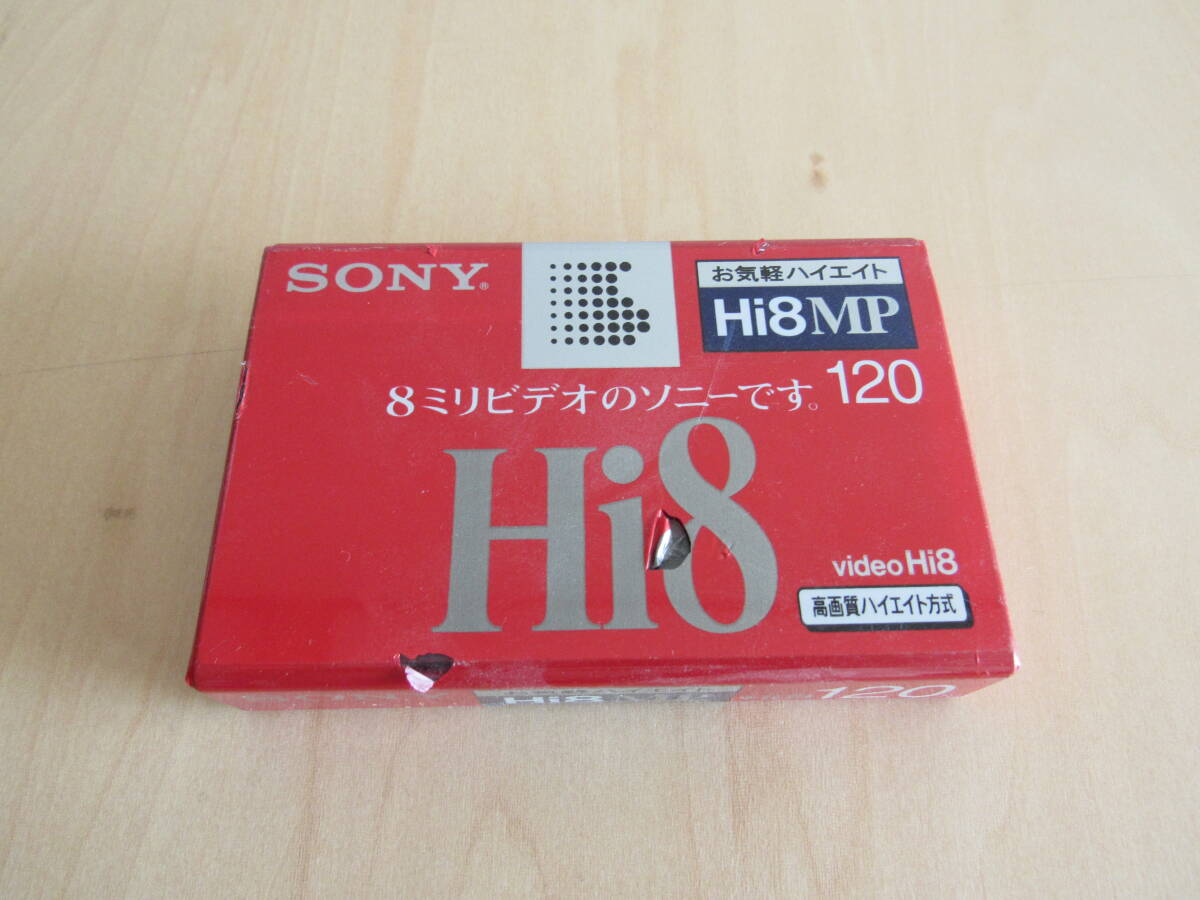 SONY®
お気軽ハイエイト
Hi8MP
8ミリビデオのソニーです。 120
Hi8
video Hi8
高画質ハイエイト方式
Hi8MP 120